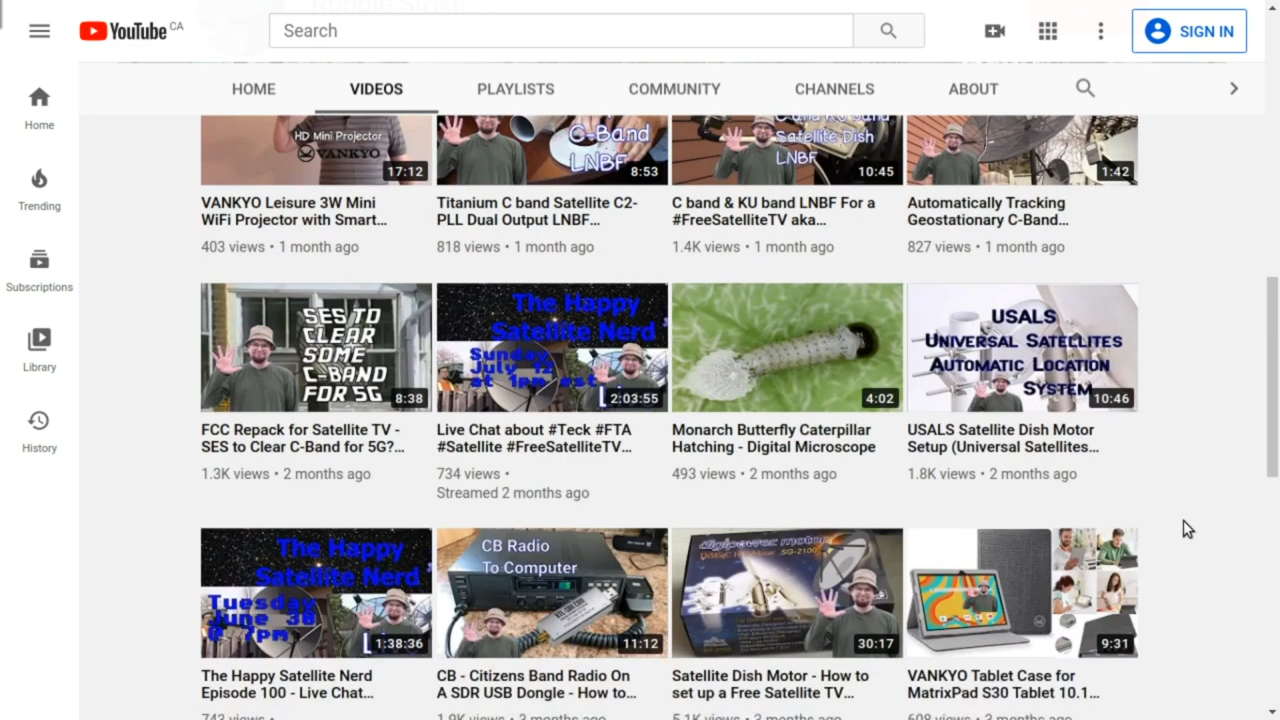 YouTube CA
Search
SIGN IN
HOME
VIDEOS
PLAYLISTS
COMMUNITY
CHANNELS
ABOUT
Home
Trending
Subscriptions
Library
History
HD Mini Projector
VANKYO
17:12
C-Band
LNBF
8:53
C and KU band
Satellite Dish
LNBF
10:45
1:42
VANKYO Leisure 3W Mini
WiFi Projector with Smart...
403 views • 1 month ago
Titanium C band Satellite C2-
PLL Dual Output LNBF...
818 views • 1 month ago
C band & KU band LNBF For a
#FreeSatelliteTV aka...
1.4K views • 1 month ago
Automatically Tracking
Geostationary C-Band...
827 views • 1 month ago
SES TO
CLEAR
SOME
C-BAND
FOR 5G
8:38
The Happy
Satellite Nerd
Sunday
July 12
at 1pm est
2:03:55
4:02
USALS
UNIVERSAL SATELLITES
AUTOMATIC LOCATION
SYSTEM
10:46
FCC Repack for Satellite TV -
SES to Clear C-Band for 5G?...
1.3K views • 2 months ago
Live Chat about #Teck #FTA
#Satellite #FreeSatelliteTV...
734 views •
Streamed 2 months ago
Monarch Butterfly Caterpillar
Hatching - Digital Microscope
493 views • 2 months ago
USALS Satellite Dish Motor
Setup (Universal Satellites...
1.8K views • 2 months ago
The Happy
Satellite Nerd
Tuesday
June 30
@ 7pm
1:38:36
CB Radio
To Computer
11:12
digipower motor
SG-2100
30:17
9:31
The Happy Satellite Nerd
Episode 100 - Live Chat...
743 views •
CB - Citizens Band Radio On
A SDR USB Dongle - How to...
1.9K views • 3 months ago
Satellite Dish Motor - How to
set up a Free Satellite TV...
5.1K views • 3 months ago
VANKYO Tablet Case for
MatrixPad S30 Tablet 10.1...
608 views • 3 months ago